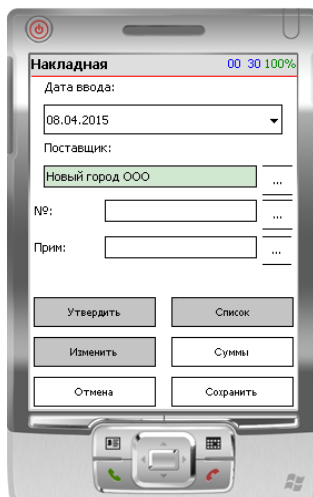 Накладная 00 30 100%
Дата ввода:
08.04.2015
Поставщик:
Новый город ООО ...
№: ...
Прим: ...
Утвердить Список
Изменить Суммы
Отмена Сохранить